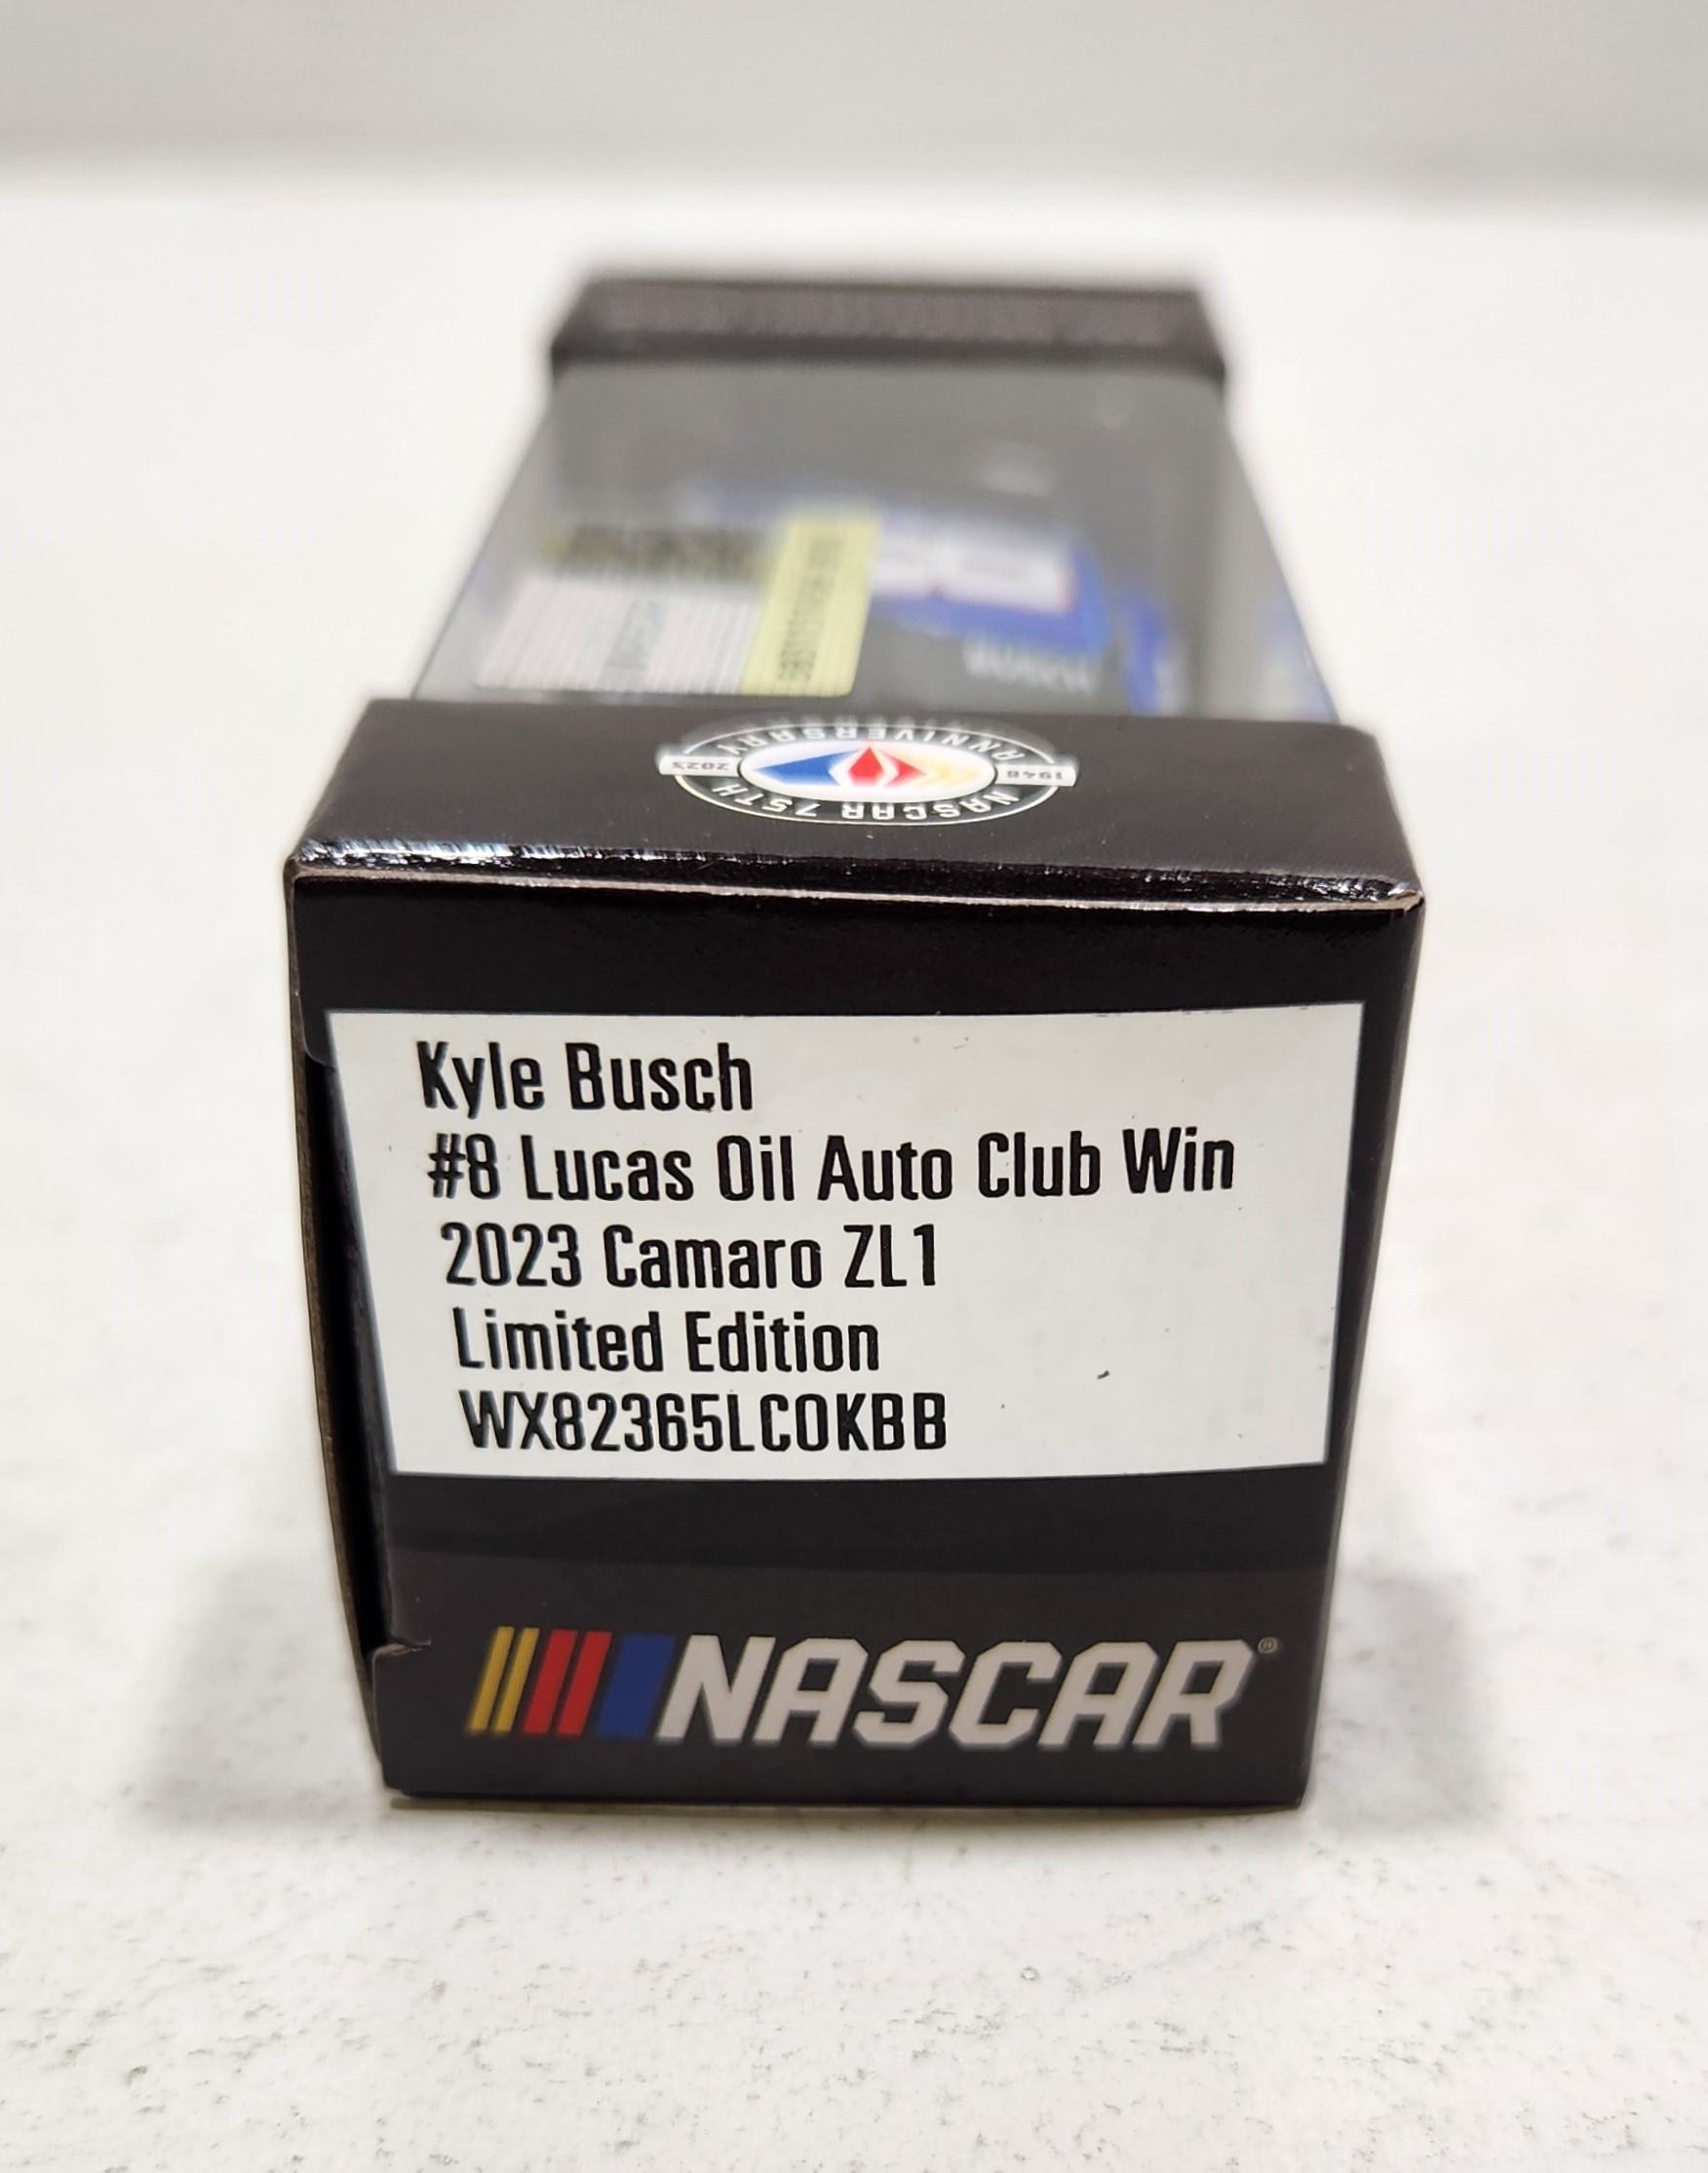 NASCAR 75TH
ANNIVERSARY
1948
2023
Kyle Busch
#8 Lucas Oil Auto Club Win
2023 Camaro ZL1
Limited Edition
WX82365LCOKBB
NASCAR®